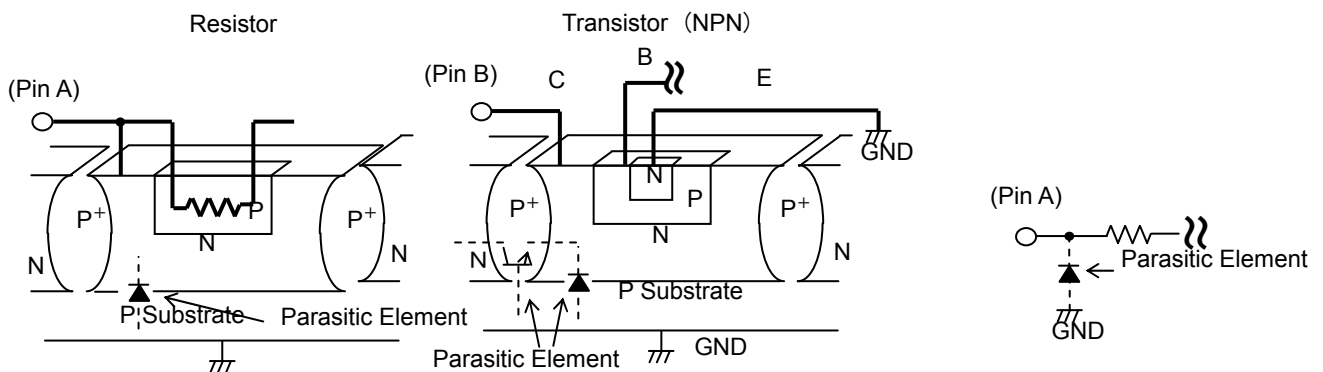 Resistor
(Pin A)
P+
P
N
P+
N
N
P Substrate
Parasitic Element
Transistor（NPN）
(Pin B)
C
B
E
GND
P+
N
P
P+
N
N
N
P Substrate
Parasitic Element
GND
(Pin A)
Parasitic Element
GND